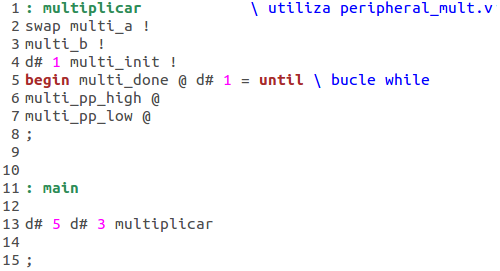 1 : multiplicar \ utiliza peripheral_mult.v
2 swap multi_a !
3 multi_b !
4 d# 1 multi_init !
5 begin multi_done @ d# 1 = until \ bucle while
6 multi_pp_high @
7 multi_pp_low @
8 ;
9
10
11 : main
12
13 d# 5 d# 3 multiplicar
14
15 ;